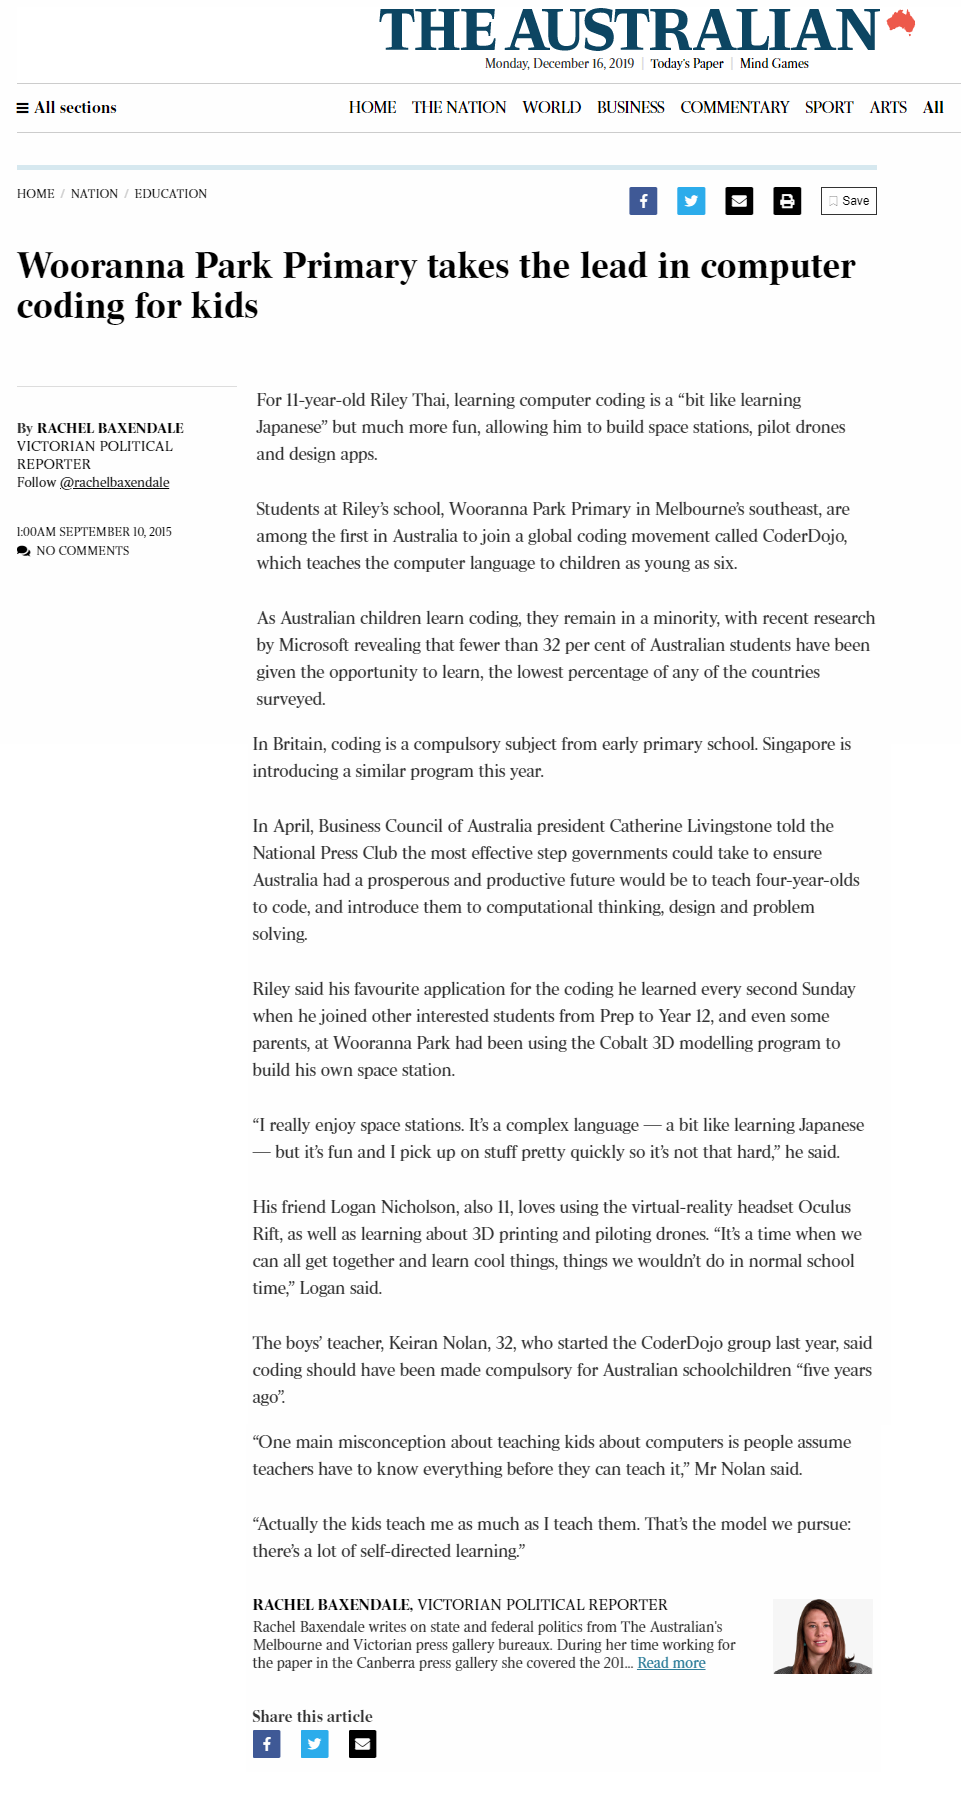 THE AUSTRALIAN
Monday, December 16, 2019 | Today's Paper | Mind Games
All sections
HOME THE NATION WORLD BUSINESS COMMENTARY SPORT ARTS All
HOME / NATION / EDUCATION
Save
Wooranna Park Primary takes the lead in computer
coding for kids
By RACHEL BAXENDALE
VICTORIAN POLITICAL
REPORTER
Follow @rachelbaxendale
1:00AM SEPTEMBER 10, 2015
NO COMMENTS
For 11-year-old Riley Thai, learning computer coding is a “bit like learning
Japanese” but much more fun, allowing him to build space stations, pilot drones
and design apps.
Students at Riley’s school, Wooranna Park Primary in Melbourne’s southeast, are
among the first in Australia to join a global coding movement called CoderDojo,
which teaches the computer language to children as young as six.
As Australian children learn coding, they remain in a minority, with recent research
by Microsoft revealing that fewer than 32 per cent of Australian students have been
given the opportunity to learn, the lowest percentage of any of the countries
surveyed.
In Britain, coding is a compulsory subject from early primary school. Singapore is
introducing a similar program this year.
In April, Business Council of Australia president Catherine Livingstone told the
National Press Club the most effective step governments could take to ensure
Australia had a prosperous and productive future would be to teach four-year-olds
to code, and introduce them to computational thinking, design and problem
solving.
Riley said his favourite application for the coding he learned every second Sunday
when he joined other interested students from Prep to Year 12, and even some
parents, at Wooranna Park had been using the Cobalt 3D modelling program to
build his own space station.
“I really enjoy space stations. It’s a complex language — a bit like learning Japanese
— but it’s fun and I pick up on stuff pretty quickly so it’s not that hard,” he said.
His friend Logan Nicholson, also 11, loves using the virtual-reality headset Oculus
Rift, as well as learning about 3D printing and piloting drones. “It’s a time when we
can all get together and learn cool things, things we wouldn’t do in normal school
time,” Logan said.
The boys’ teacher, Keiran Nolan, 32, who started the CoderDojo group last year, said
coding should have been made compulsory for Australian schoolchildren “five years
ago”.
“One main misconception about teaching kids about computers is people assume
teachers have to know everything before they can teach it,” Mr Nolan said.
“Actually the kids teach me as much as I teach them. That’s the model we pursue:
there’s a lot of self-directed learning.”
RACHEL BAXENDALE, VICTORIAN POLITICAL REPORTER
Rachel Baxendale writes on state and federal politics from The Australian's
Melbourne and Victorian press gallery bureaux. During her time working for
the paper in the Canberra press gallery she covered the 201... Read more
Share this article